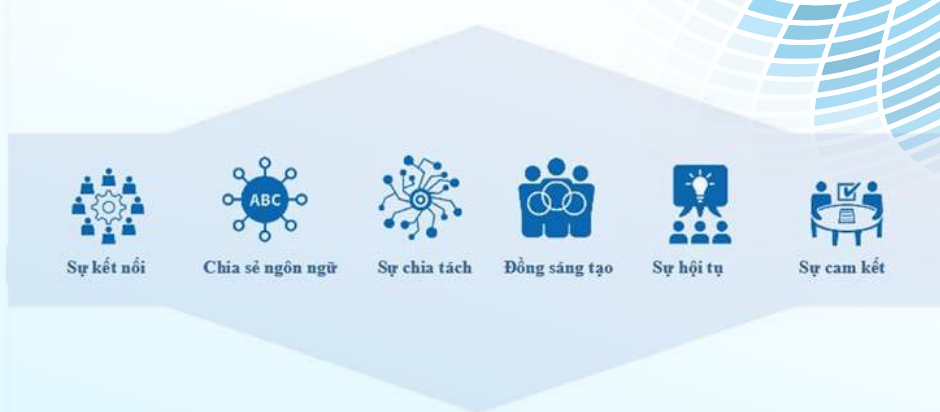 ABC
Sự kết nối
Chia sẻ ngôn ngữ
Sự chia tách
Đồng sáng tạo
Sự hội tụ
Sự cam kết